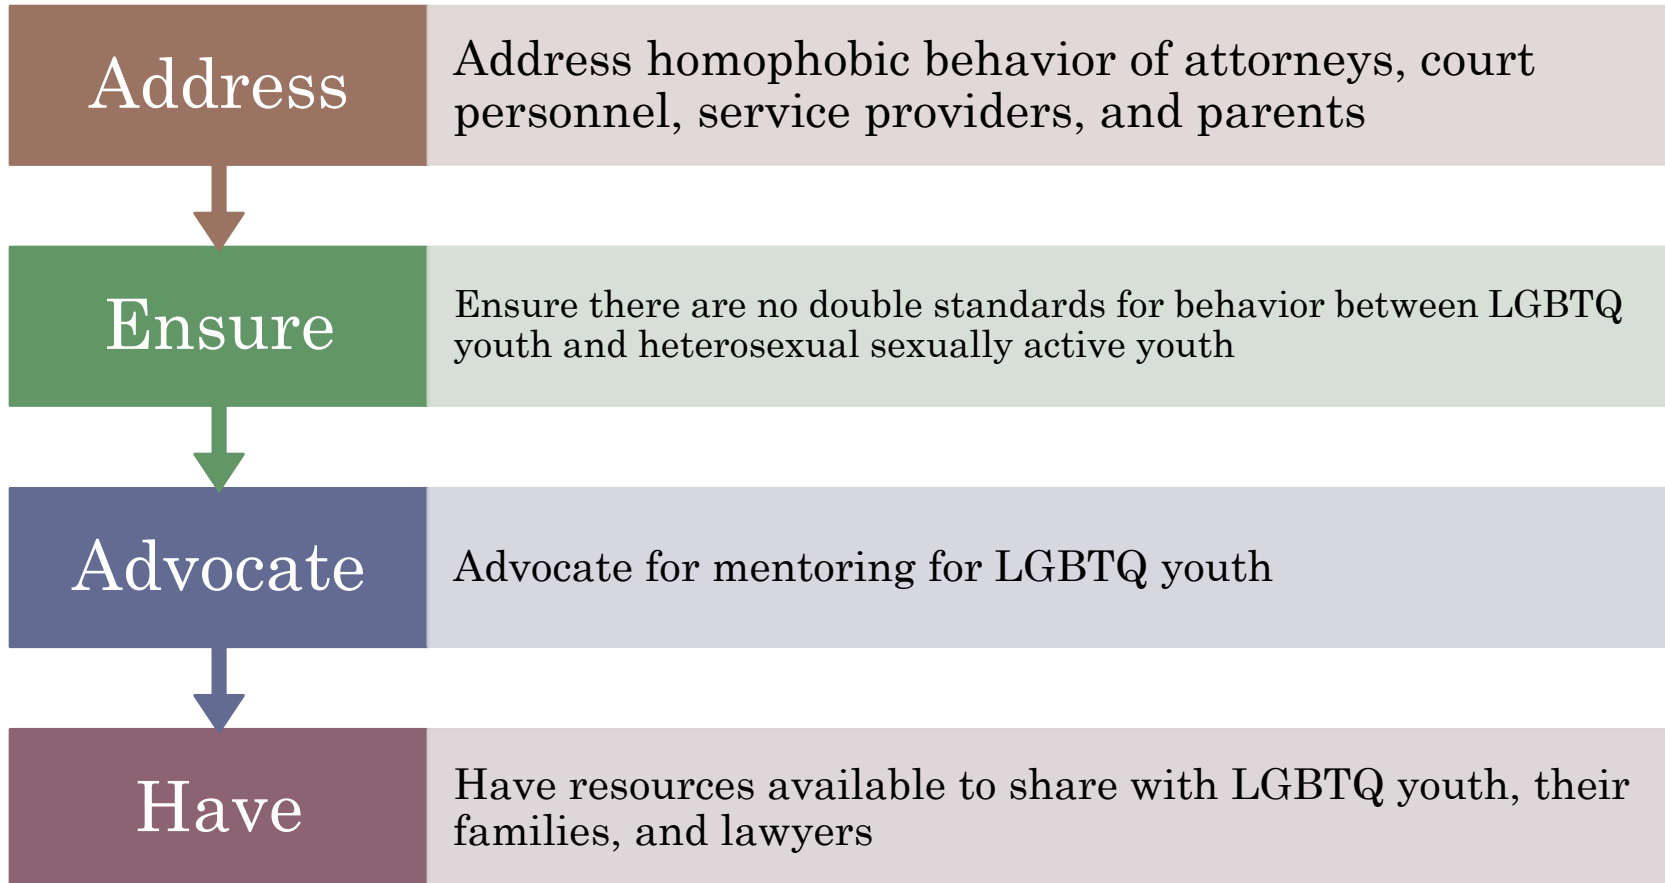 Address
Address homophobic behavior of attorneys, court
personnel, service providers, and parents
Ensure
Ensure there are no double standards for behavior between LGBTQ
youth and heterosexual sexually active youth
Advocate
Advocate for mentoring for LGBTQ youth
Have
Have resources available to share with LGBTQ youth, their
families, and lawyers